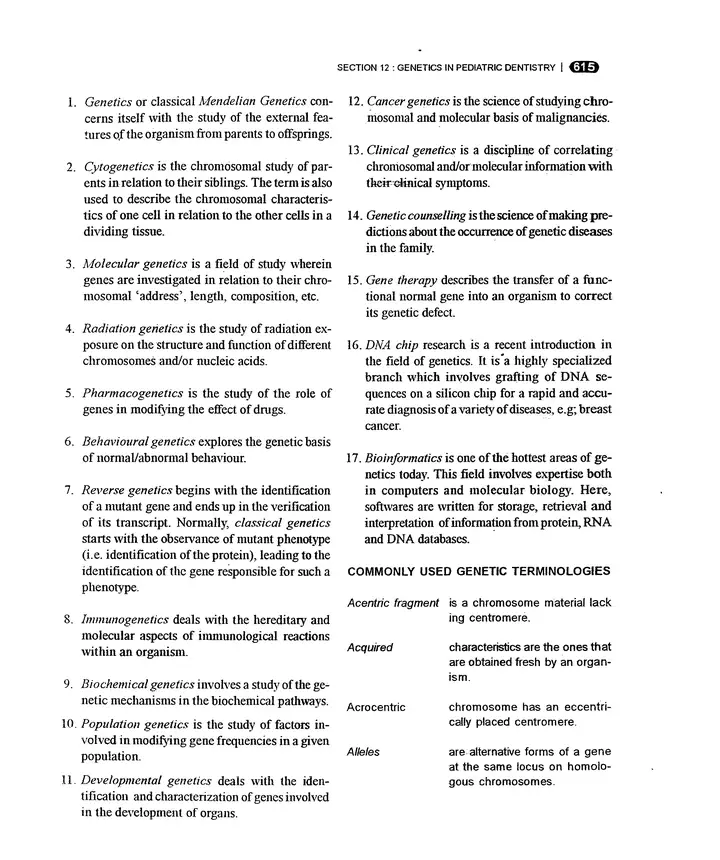 SECTION 12 : GENETICS IN PEDIATRIC DENTISTRY | 615
1. Genetics or classical Mendelian Genetics con-
cerns itself with the study of the external fea-
tures of the organism from parents to offsprings.
2. Cytogenetics is the chromosomal study of par-
ents in relation to their siblings. The term is also
used to describe the chromosomal characteris-
tics of one cell in relation to the other cells in a
dividing tissue.
3. Molecular genetics is a field of study wherein
genes are investigated in relation to their chro-
mosomal ‘address’, length, composition, etc.
4. Radiation genetics is the study of radiation ex-
posure on the structure and function of different
chromosomes and/or nucleic acids.
5. Pharmacogenetics is the study of the role of
genes in modifying the effect of drugs.
6. Behavioural genetics explores the genetic basis
of normal/abnormal behaviour.
7. Reverse genetics begins with the identification
of a mutant gene and ends up in the verification
of its transcript. Normally, classical genetics
starts with the observance of mutant phenotype
(i.e. identification of the protein), leading to the
identification of the gene responsible for such a
phenotype.
8. Immunogenetics deals with the hereditary and
molecular aspects of immunological reactions
within an organism.
9. Biochemical genetics involves a study of the ge-
netic mechanisms in the biochemical pathways.
10. Population genetics is the study of factors in-
volved in modifying gene frequencies in a given
population.
11. Developmental genetics deals with the iden-
tification and characterization of genes involved
in the development of organs.
12. Cancer genetics is the science of studying chro-
mosomal and molecular basis of malignancies.
13. Clinical genetics is a discipline of correlating
chromosomal and/or molecular information with
their clinical symptoms.
14. Genetic counselling is the science of making pre-
dictions about the occurrence of genetic diseases
in the family.
15. Gene therapy describes the transfer of a func-
tional normal gene into an organism to correct
its genetic defect.
16. DNA chip research is a recent introduction in
the field of genetics. It is a highly specialized
branch which involves grafting of DNA se-
quences on a silicon chip for a rapid and accu-
rate diagnosis of a variety of diseases, e.g; breast
cancer.
17. Bioinformatics is one of the hottest areas of ge-
netics today. This field involves expertise both
in computers and molecular biology. Here,
softwares are written for storage, retrieval and
interpretation of information from protein, RNA
and DNA databases.
COMMONLY USED GENETIC TERMINOLOGIES
Acentric fragment is a chromosome material lack
ing centromere.
Acquired characteristics are the ones that
are obtained fresh by an organ-
ism.
Acrocentric chromosome has an eccentri-
cally placed centromere.
Alleles are alternative forms of a gene
at the same locus on homolo-
gous chromosomes.